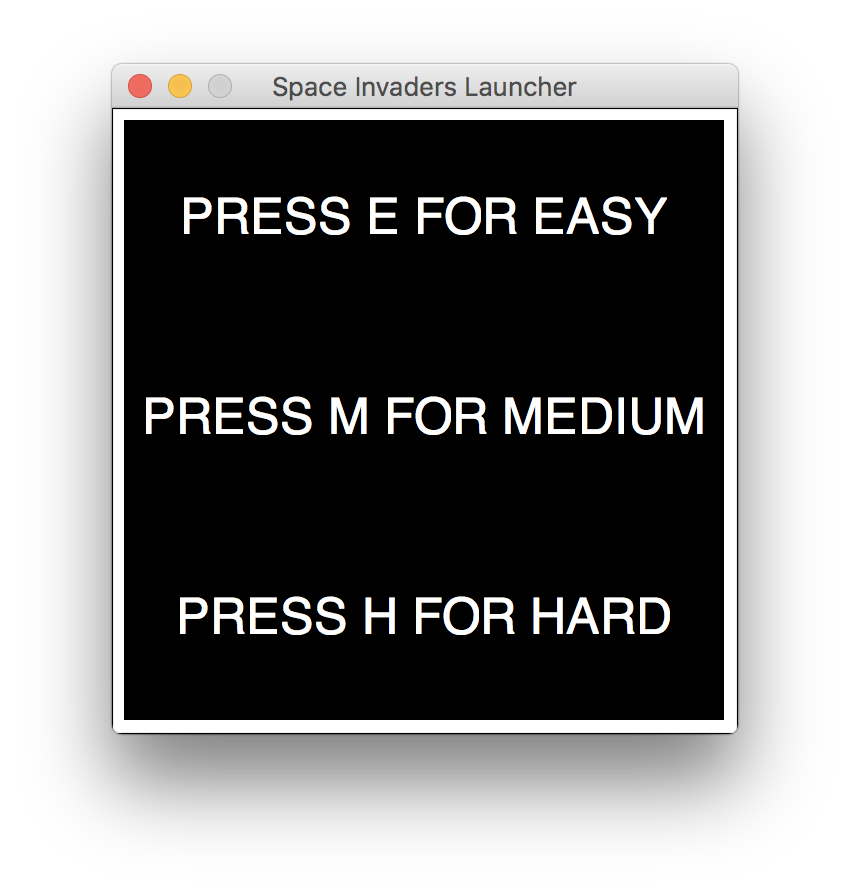 Space Invaders Launcher
PRESS E FOR EASY
PRESS M FOR MEDIUM
PRESS H FOR HARD